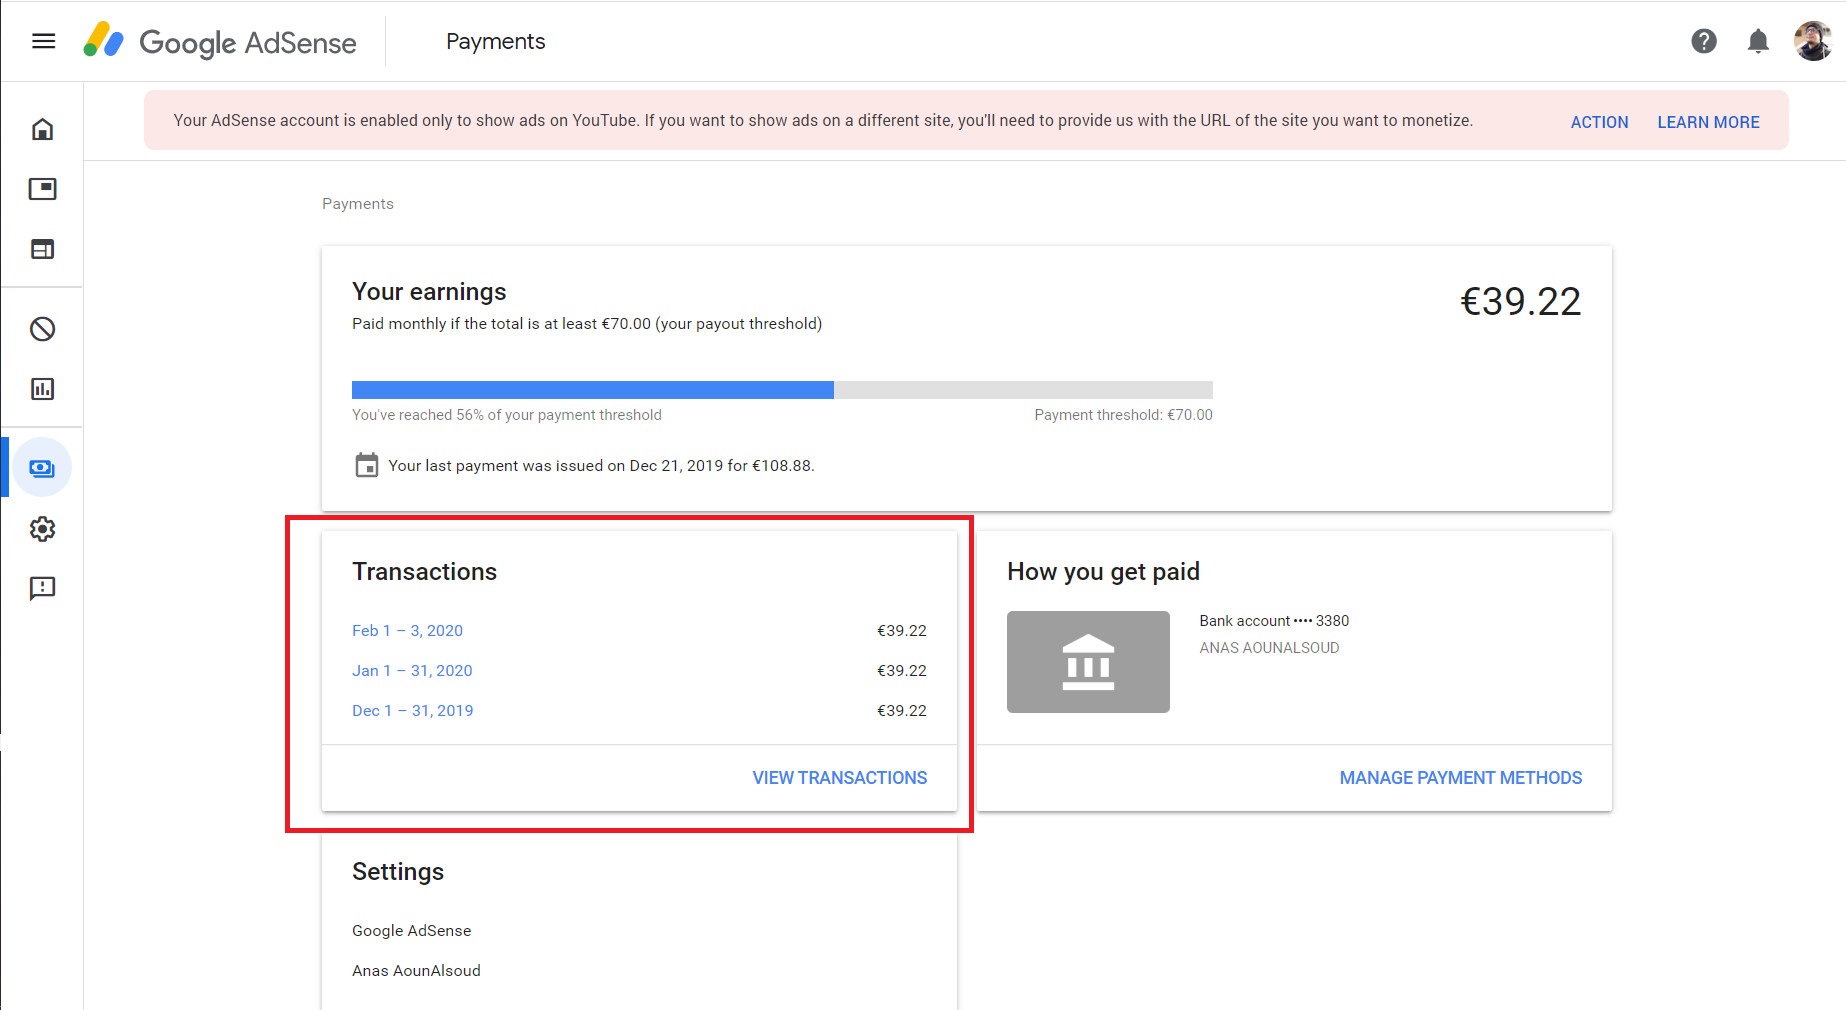 Google AdSense
Payments
Your AdSense account is enabled only to show ads on YouTube. If you want to show ads on a different site, you'll need to provide us with the URL of the site you want to monetize.
ACTION
LEARN MORE
Payments
Your earnings
€39.22
Paid monthly if the total is at least €70.00 (your payout threshold)
You've reached 56% of your payment threshold
Payment threshold: €70.00
Your last payment was issued on Dec 21, 2019 for €108.88.
Transactions
Feb 1 – 3, 2020 €39.22
Jan 1 – 31, 2020 €39.22
Dec 1 – 31, 2019 €39.22
VIEW TRANSACTIONS
How you get paid
Bank account •••• 3380
ANAS AOUNALSOUD
MANAGE PAYMENT METHODS
Settings
Google AdSense
Anas AounAlsoud